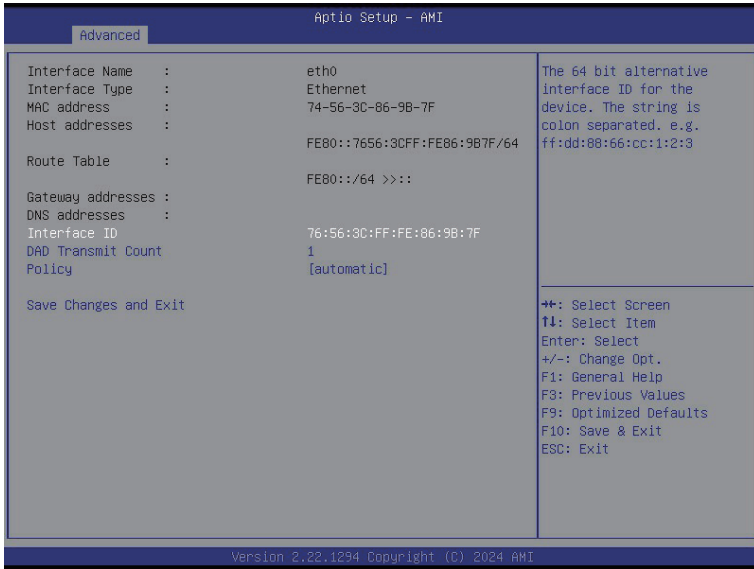 Aptio Setup – AMI
Advanced
Interface Name : eth0
Interface Type : Ethernet
MAC address : 74-56-3C-86-9B-7F
Host addresses :
FE80::7656:3CFF:FE86:9B7F/64
Route Table :
FE80::/64 >>::
Gateway addresses :
DNS addresses :
Interface ID 76:56:3C:FF:FE:86:9B:7F
DAD Transmit Count 1
Policy [automatic]
Save Changes and Exit
The 64 bit alternative
interface ID for the
device. The string is
colon separated. e.g.
ff:dd:88:66:cc:1:2:3
→←: Select Screen
↑↓: Select Item
Enter: Select
+/-: Change Opt.
F1: General Help
F3: Previous Values
F9: Optimized Defaults
F10: Save & Exit
ESC: Exit
Version 2.22.1294 Copyright (C) 2024 AMI